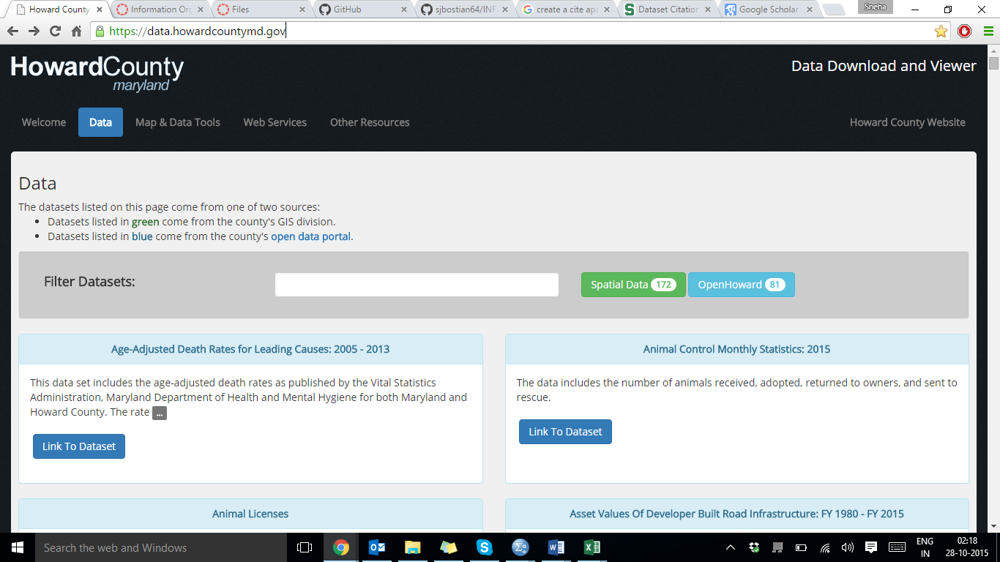 Howard County
Information Org
Files
GitHub
sjbostian64/INF
create a cite apa
Dataset Citation
Google Scholar
Sneha
https://data.howardcountymd.gov
HowardCounty
maryland
Data Download and Viewer
Welcome
Data
Map & Data Tools
Web Services
Other Resources
Howard County Website
Data
The datasets listed on this page come from one of two sources:
• Datasets listed in green come from the county's GIS division.
• Datasets listed in blue come from the county's open data portal.
Filter Datasets:
Spatial Data 172
OpenHoward 81
Age-Adjusted Death Rates for Leading Causes: 2005 - 2013
This data set includes the age-adjusted death rates as published by the Vital Statistics
Administration, Maryland Department of Health and Mental Hygiene for both Maryland and
Howard County. The rate ...
Link To Dataset
Animal Control Monthly Statistics: 2015
The data includes the number of animals received, adopted, returned to owners, and sent to
rescue.
Link To Dataset
Animal Licenses
Asset Values Of Developer Built Road Infrastructure: FY 1980 - FY 2015
Search the web and Windows
ENG
IN
02:18
28-10-2015